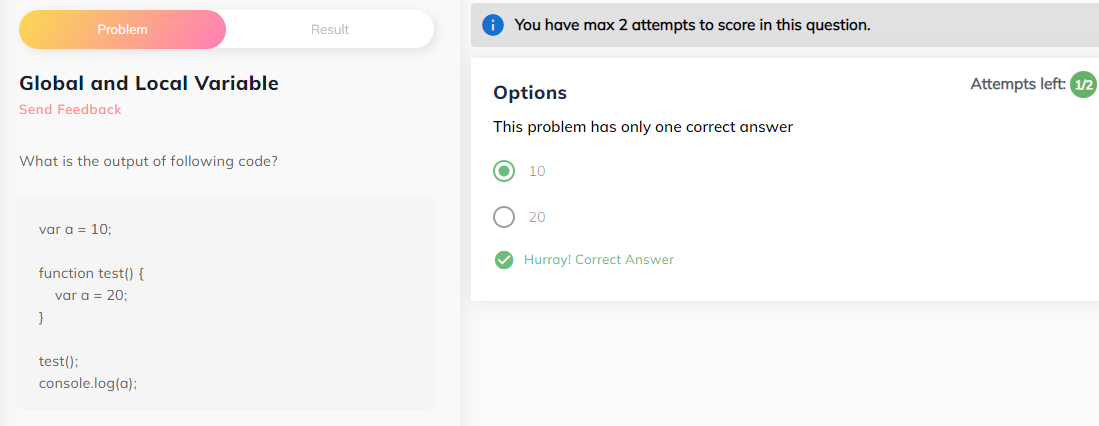 Problem
Result
Global and Local Variable
Send Feedback
What is the output of following code?
var a = 10;
function test() {
var a = 20;
}
test();
console.log(a);
You have max 2 attempts to score in this question.
Options
Attempts left: 1/2
This problem has only one correct answer
10
20
Hurray! Correct Answer